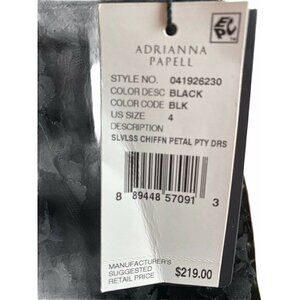 EPC
ADRIANNA
PAPELL
STYLE NO. 041926230
COLOR DESC BLACK
COLOR CODE BLK
US SIZE 4
DESCRIPTION
SLVLSS CHIFFN PETAL PTY DRS
8 89448 57091 3
MANUFACTURER'S
SUGGESTED
RETAIL PRICE $219.00